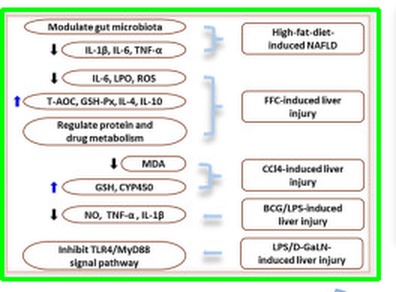 Modulate gut microbiota
IL-1β, IL-6, TNF-α
High-fat-diet-
induced NAFLD
IL-6, LPO, ROS
T-AOC, GSH-Px, IL-4, IL-10
Regulate protein and
drug metabolism
FFC-induced liver
injury
MDA
GSH, CYP450
CCl4-induced liver
injury
NO, TNF-α, IL-1β
BCG/LPS-induced
liver injury
Inhibit TLR4/MyD88
signal pathway
LPS/D-GaLN-
induced liver injury